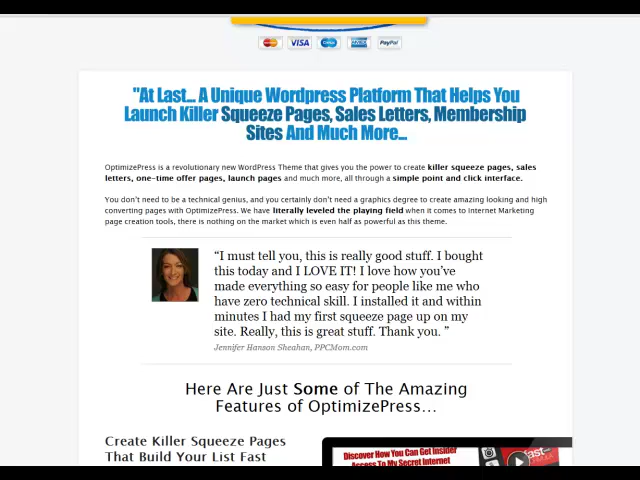 VISA
Cirrus
PayPal
"At Last... A Unique Wordpress Platform That Helps You
Launch Killer Squeeze Pages, Sales Letters, Membership
Sites And Much More...
OptimizePress is a revolutionary new WordPress Theme that gives you the power to create killer squeeze pages, sales
letters, one-time offer pages, launch pages and much more, all through a simple point and click interface.
You don't need to be a technical genius, and you certainly don't need a graphics degree to create amazing looking and high
converting pages with OptimizePress. We have literally leveled the playing field when it comes to Internet Marketing
page creation tools, there is nothing on the market which is even half as powerful as this theme.
“I must tell you, this is really good stuff. I bought
this today and I LOVE IT! I love how you’ve
made everything so easy for people like me who
have zero technical skill. I installed it and within
minutes I had my first squeeze page up on my
site. Really, this is great stuff. Thank you. ”
Jennifer Hanson Sheahan, PPCMom.com
Here Are Just Some of The Amazing
Features of OptimizePress...
Create Killer Squeeze Pages
That Build Your List Fast
Discover How You Can Get Insider
Access To My Secret Internet